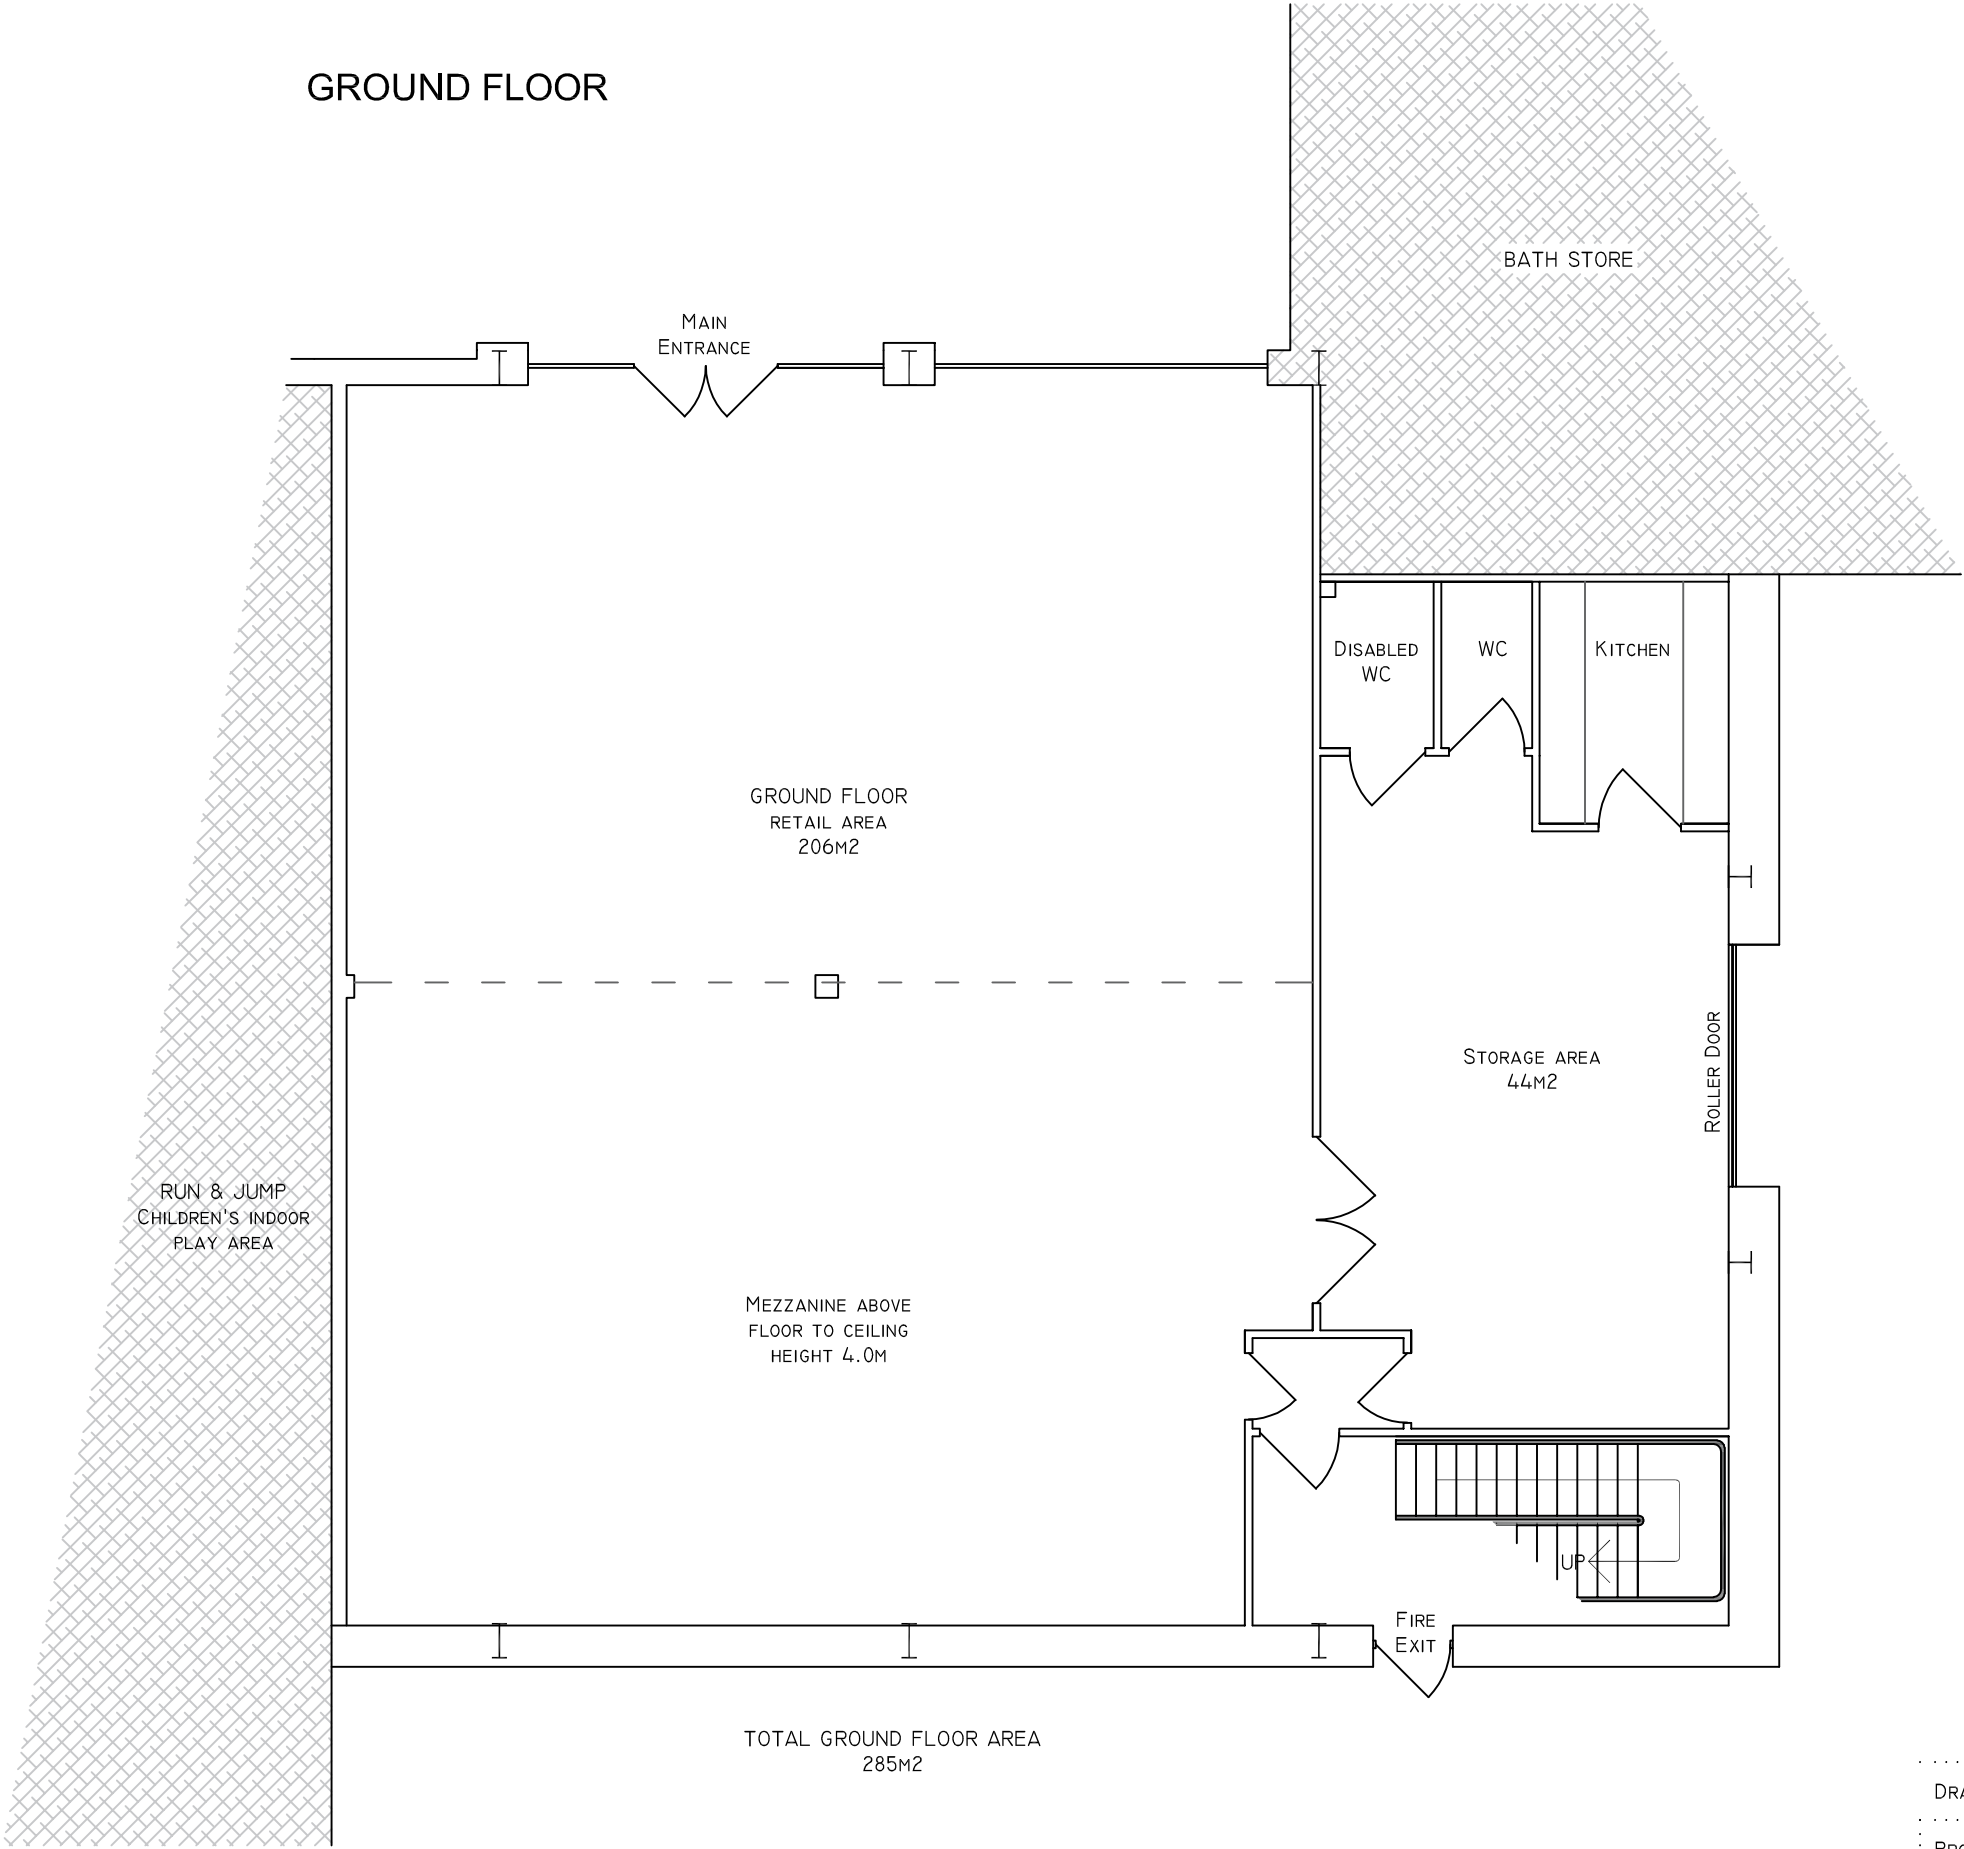 GROUND FLOOR
BATH STORE
MAIN
ENTRANCE
DISABLED
WC
WC
KITCHEN
GROUND FLOOR
RETAIL AREA
206M2
STORAGE AREA
44M2
ROLLER DOOR
RUN & JUMP
CHILDREN'S INDOOR
PLAY AREA
MEZZANINE ABOVE
FLOOR TO CEILING
HEIGHT 4.0M
UP
FIRE
EXIT
TOTAL GROUND FLOOR AREA
285M2